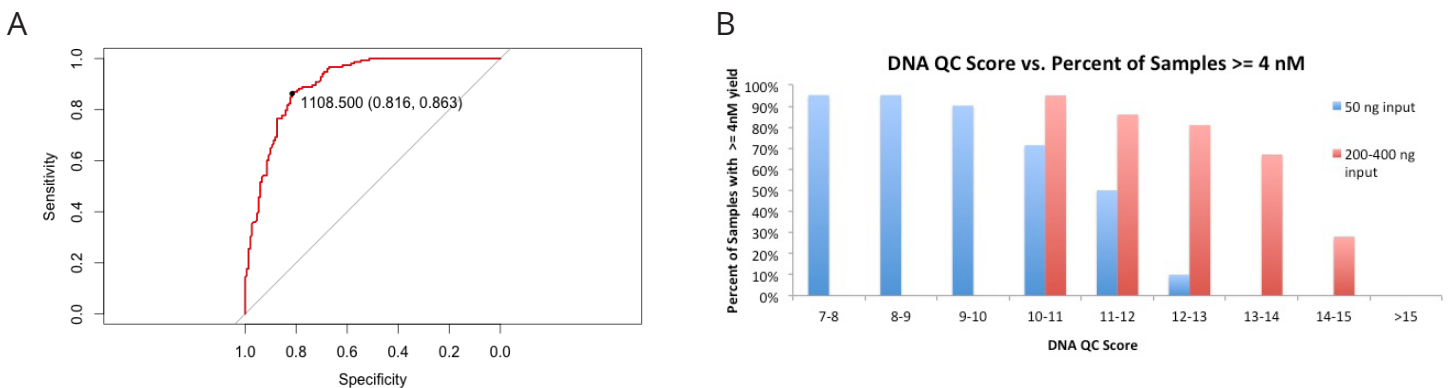 A
1.0
0.8
0.6
0.4
0.2
0.0
Sensitivity
1108.500 (0.816, 0.863)
1.0 0.8 0.6 0.4 0.2 0.0
Specificity
B
DNA QC Score vs. Percent of Samples >= 4 nM
Percent of Samples with >= 4nM yield
100%
90%
80%
70%
60%
50%
40%
30%
20%
10%
0%
50 ng input
200-400 ng
input
7-8 8-9 9-10 10-11 11-12 12-13 13-14 14-15 >15
DNA QC Score